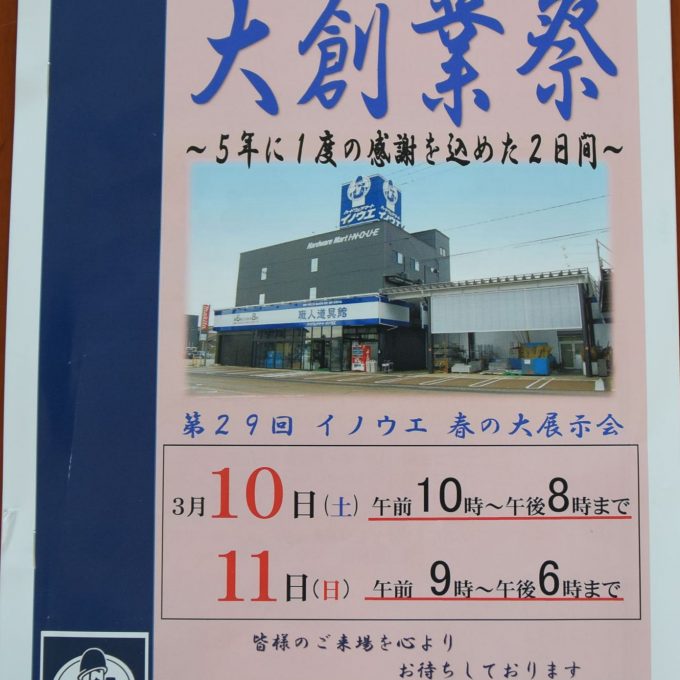 大創業祭
～5年に1度の感謝を込めた2日間～
イノウエ
イノウエ
Hardware Mart I・N・O・U・E
職人道具館
第29回 イノウエ 春の大展示会
3月10日(土) 午前10時～午後8時まで
11日(日) 午前 9時～午後6時まで
皆様のご来場を心より
お待ちしております